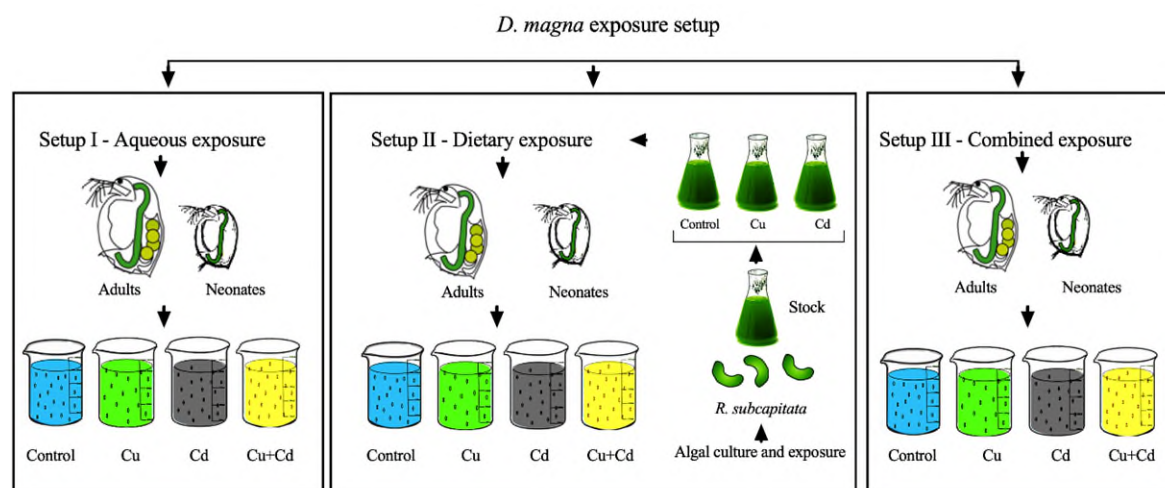 D. magna exposure setup
Setup I - Aqueous exposure
Adults
Neonates
Control
Cu
Cd
Cu+Cd
Setup II - Dietary exposure
Adults
Neonates
Control
Cu
Cd
Cu+Cd
Control
Cu
Cd
Stock
R. subcapitata
Algal culture and exposure
Setup III - Combined exposure
Adults
Neonates
Control
Cu
Cd
Cu+Cd